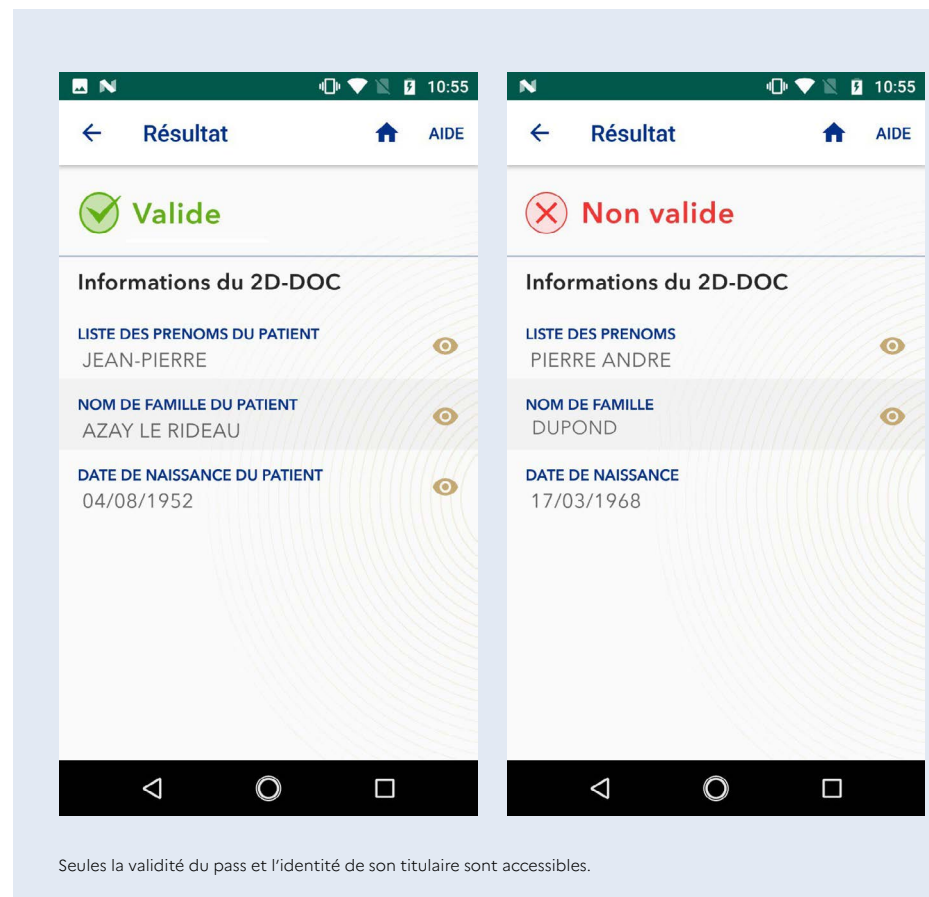 10:55
Résultat
AIDE
Valide
Informations du 2D-DOC
LISTE DES PRENOMS DU PATIENT
JEAN-PIERRE
NOM DE FAMILLE DU PATIENT
AZAY LE RIDEAU
DATE DE NAISSANCE DU PATIENT
04/08/1952
10:55
Résultat
AIDE
Non valide
Informations du 2D-DOC
LISTE DES PRENOMS
PIERRE ANDRE
NOM DE FAMILLE
DUPOND
DATE DE NAISSANCE
17/03/1968
Seules la validité du pass et l'identité de son titulaire sont accessibles.